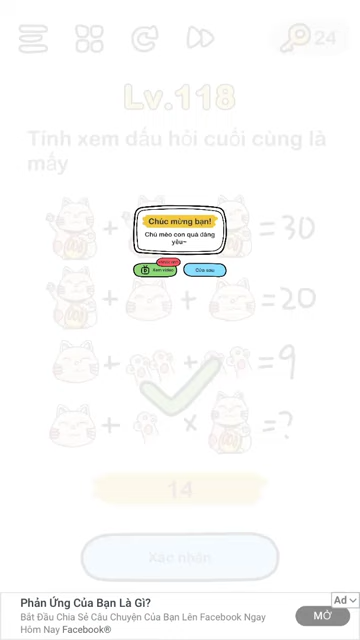 24
Lv.118
Tính xem dấu hỏi cuối cùng là
mấy
+ = 30
Chúc mừng bạn!
Chú mèo con quá đáng
yêu~
Xem video
Cửa sau
+ + = 20
+ + = 9
+ × = ?
14
Xác nhận
Ad
Phản Ứng Của Bạn Là Gì?
Bắt Đầu Chia Sẻ Câu Chuyện Của Bạn Lên Facebook Ngay
Hôm Nay Facebook®
MỞ